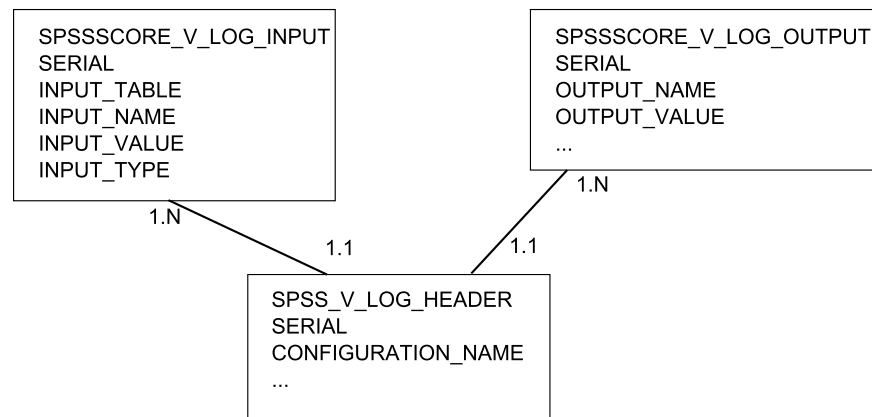 SPSSSCORE_V_LOG_INPUT
SERIAL
INPUT_TABLE
INPUT_NAME
INPUT_VALUE
INPUT_TYPE
SPSSSCORE_V_LOG_OUTPUT
SERIAL
OUTPUT_NAME
OUTPUT_VALUE
...
1.N
1.N
1.1
1.1
SPSS_V_LOG_HEADER
SERIAL
CONFIGURATION_NAME
...